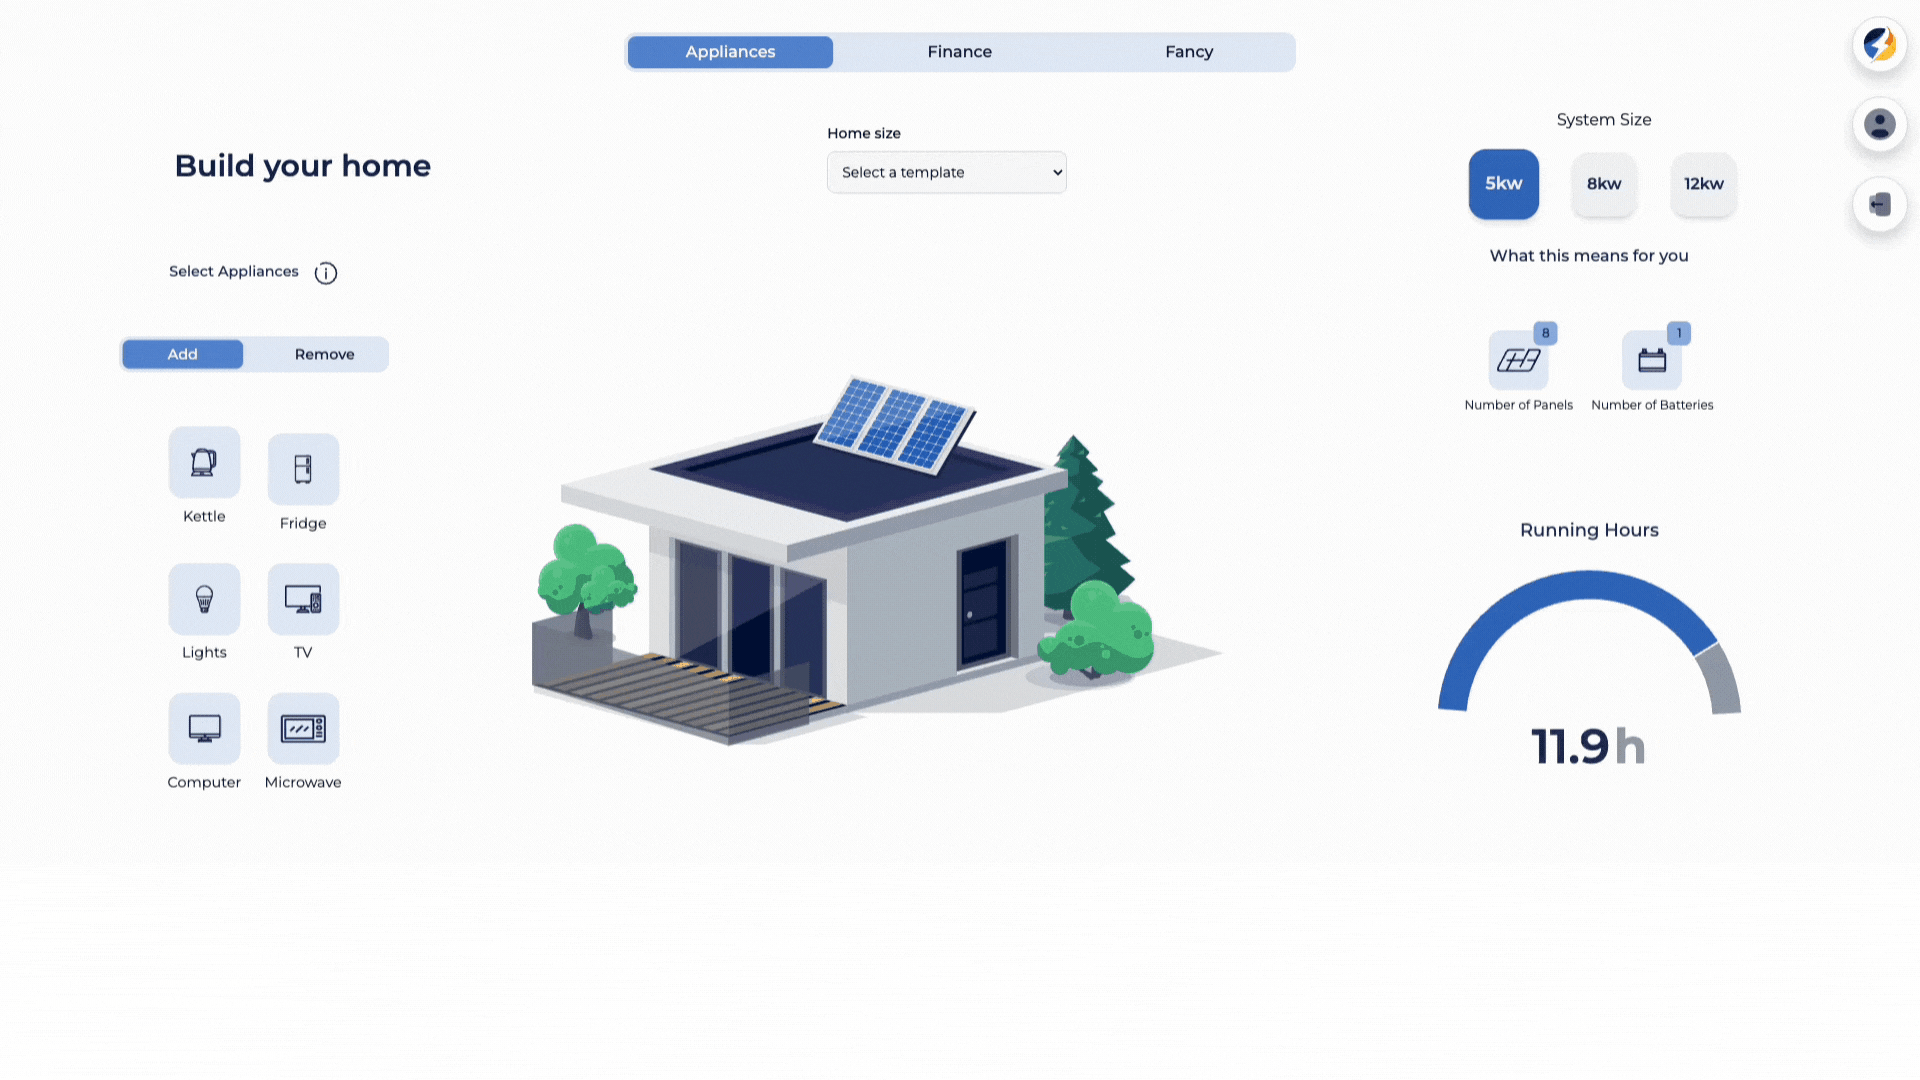 Appliances
Finance
Fancy
Build your home
Home size
Select a template
System Size
5kw
8kw
12kw
What this means for you
8
1
Number of Panels
Number of Batteries
Select Appliances
Add
Remove
Kettle
Fridge
Lights
TV
Computer
Microwave
Running Hours
11.9 h